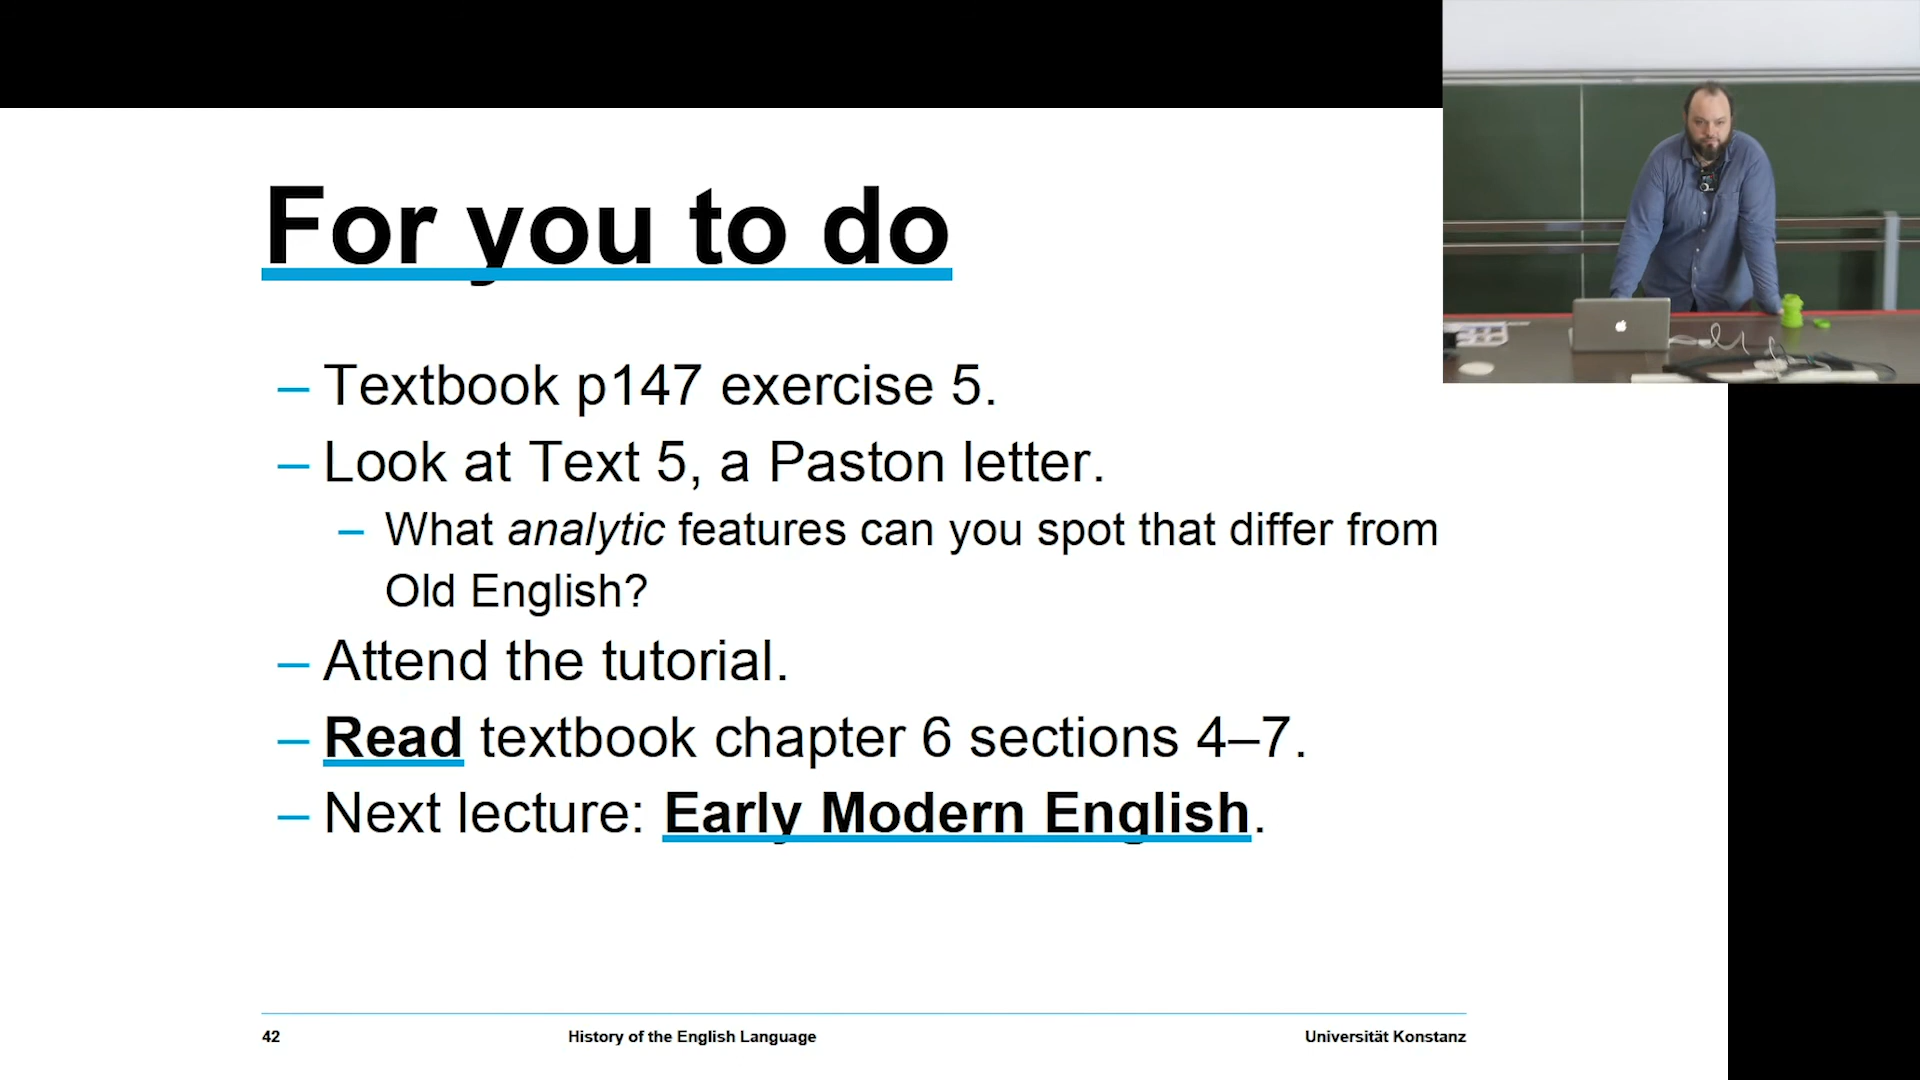 For you to do
– Textbook p147 exercise 5.
– Look at Text 5, a Paston letter.
– What analytic features can you spot that differ from
Old English?
– Attend the tutorial.
– Read textbook chapter 6 sections 4–7.
– Next lecture: Early Modern English.
42 History of the English Language Universität Konstanz